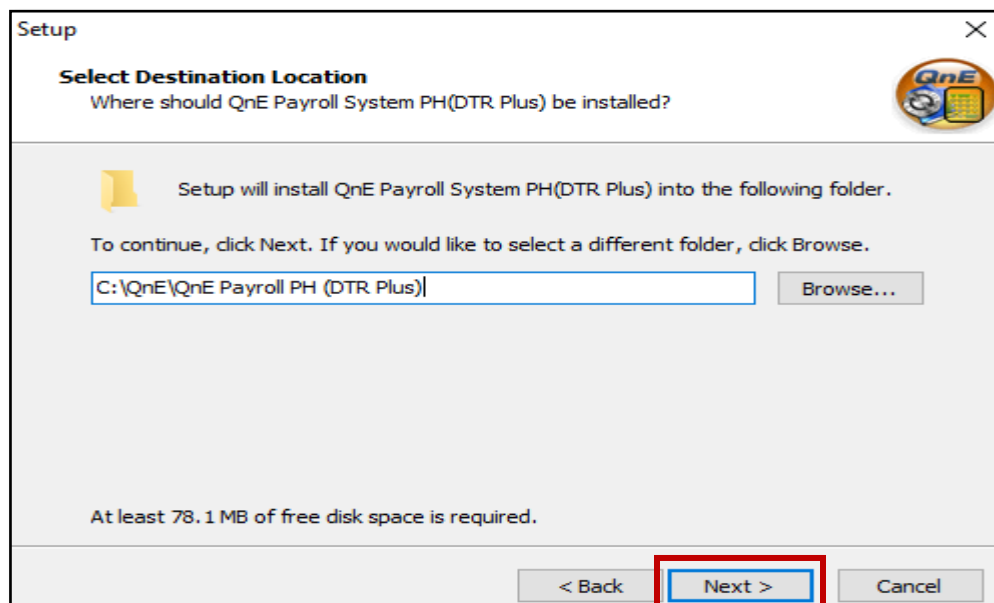 Setup
Select Destination Location
Where should QnE Payroll System PH(DTR Plus) be installed?
QnE
Setup will install QnE Payroll System PH(DTR Plus) into the following folder.
To continue, click Next. If you would like to select a different folder, click Browse.
C:\QnE\QnE Payroll PH (DTR Plus)
Browse...
At least 78.1 MB of free disk space is required.
< Back
Next >
Cancel